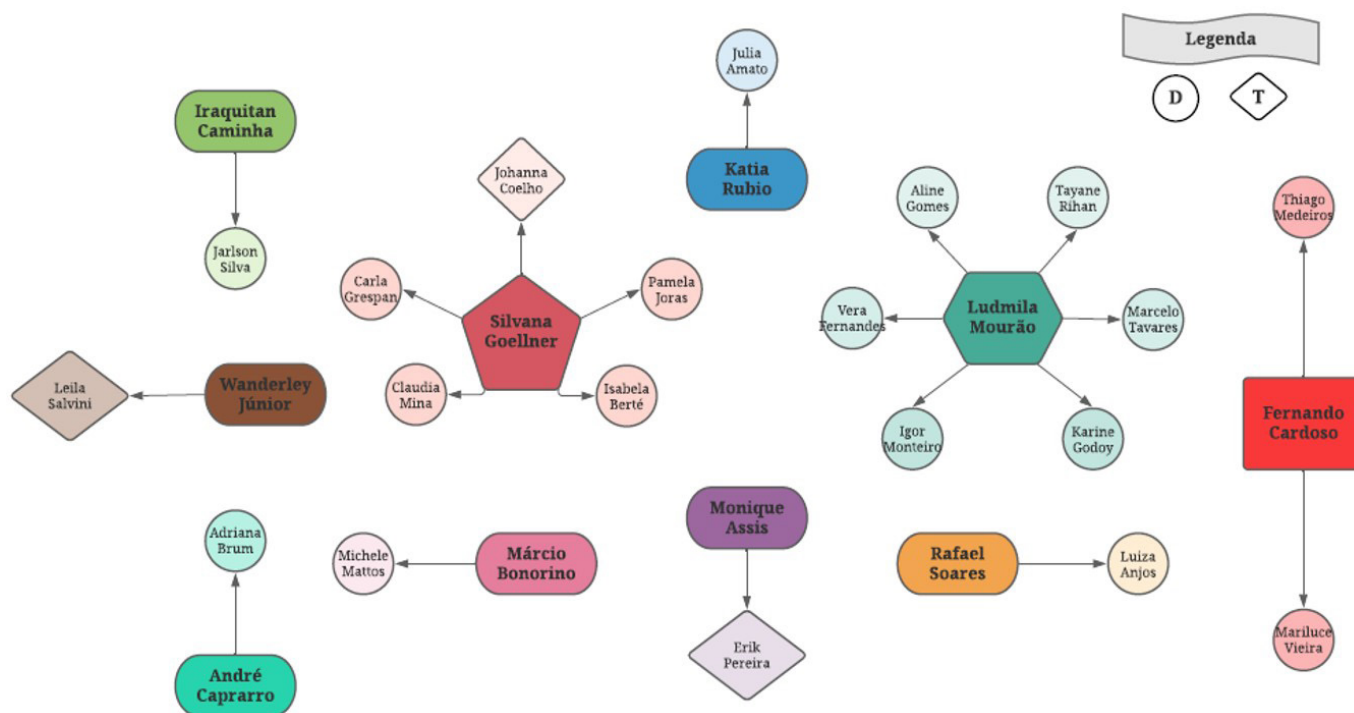 Legenda
D
T
Julia
Amato
Iraquitan
Caminha
Katia
Rubio
Johanna
Coelho
Aline
Gomes
Tayane
Rihan
Thiago
Medeiros
Jarlson
Silva
Carla
Grespan
Pamela
Joras
Silvana
Goellner
Vera
Fernandes
Ludmila
Mourão
Marcelo
Tavares
Leila
Salvini
Wanderley
Júnior
Claudia
Mina
Isabela
Berté
Igor
Monteiro
Karine
Godoy
Fernando
Cardoso
Monique
Assis
Adriana
Brum
Michele
Mattos
Márcio
Bonorino
Rafael
Soares
Luiza
Anjos
Erik
Pereira
Mariluce
Vieira
André
Caprarro